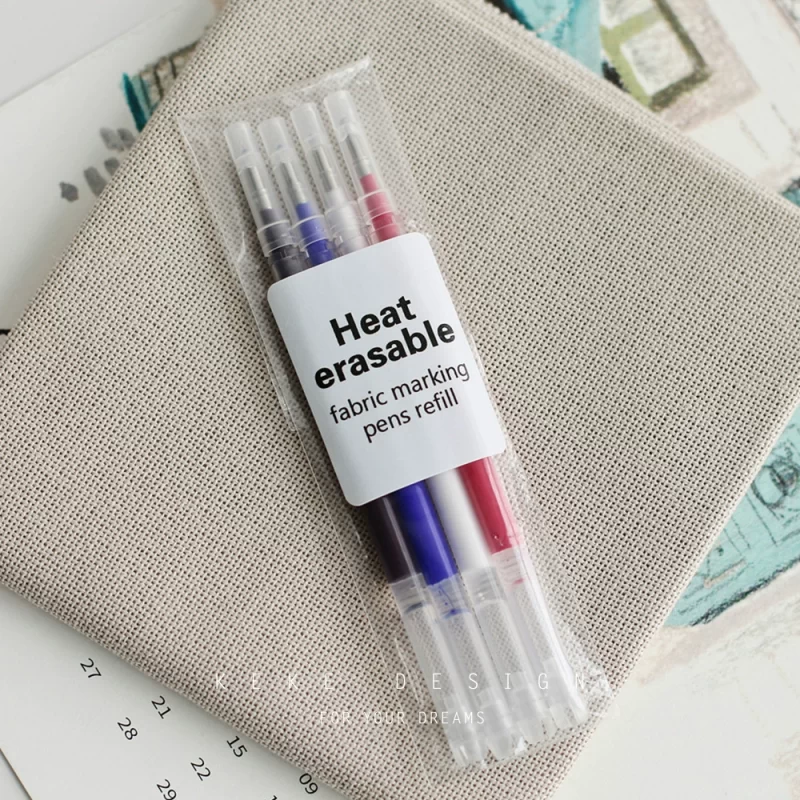 Heat
erasable
fabric marking
pens refill
KEKE DESIGN
FOR YOUR DREAMS
27
21
15
09
28
22
29